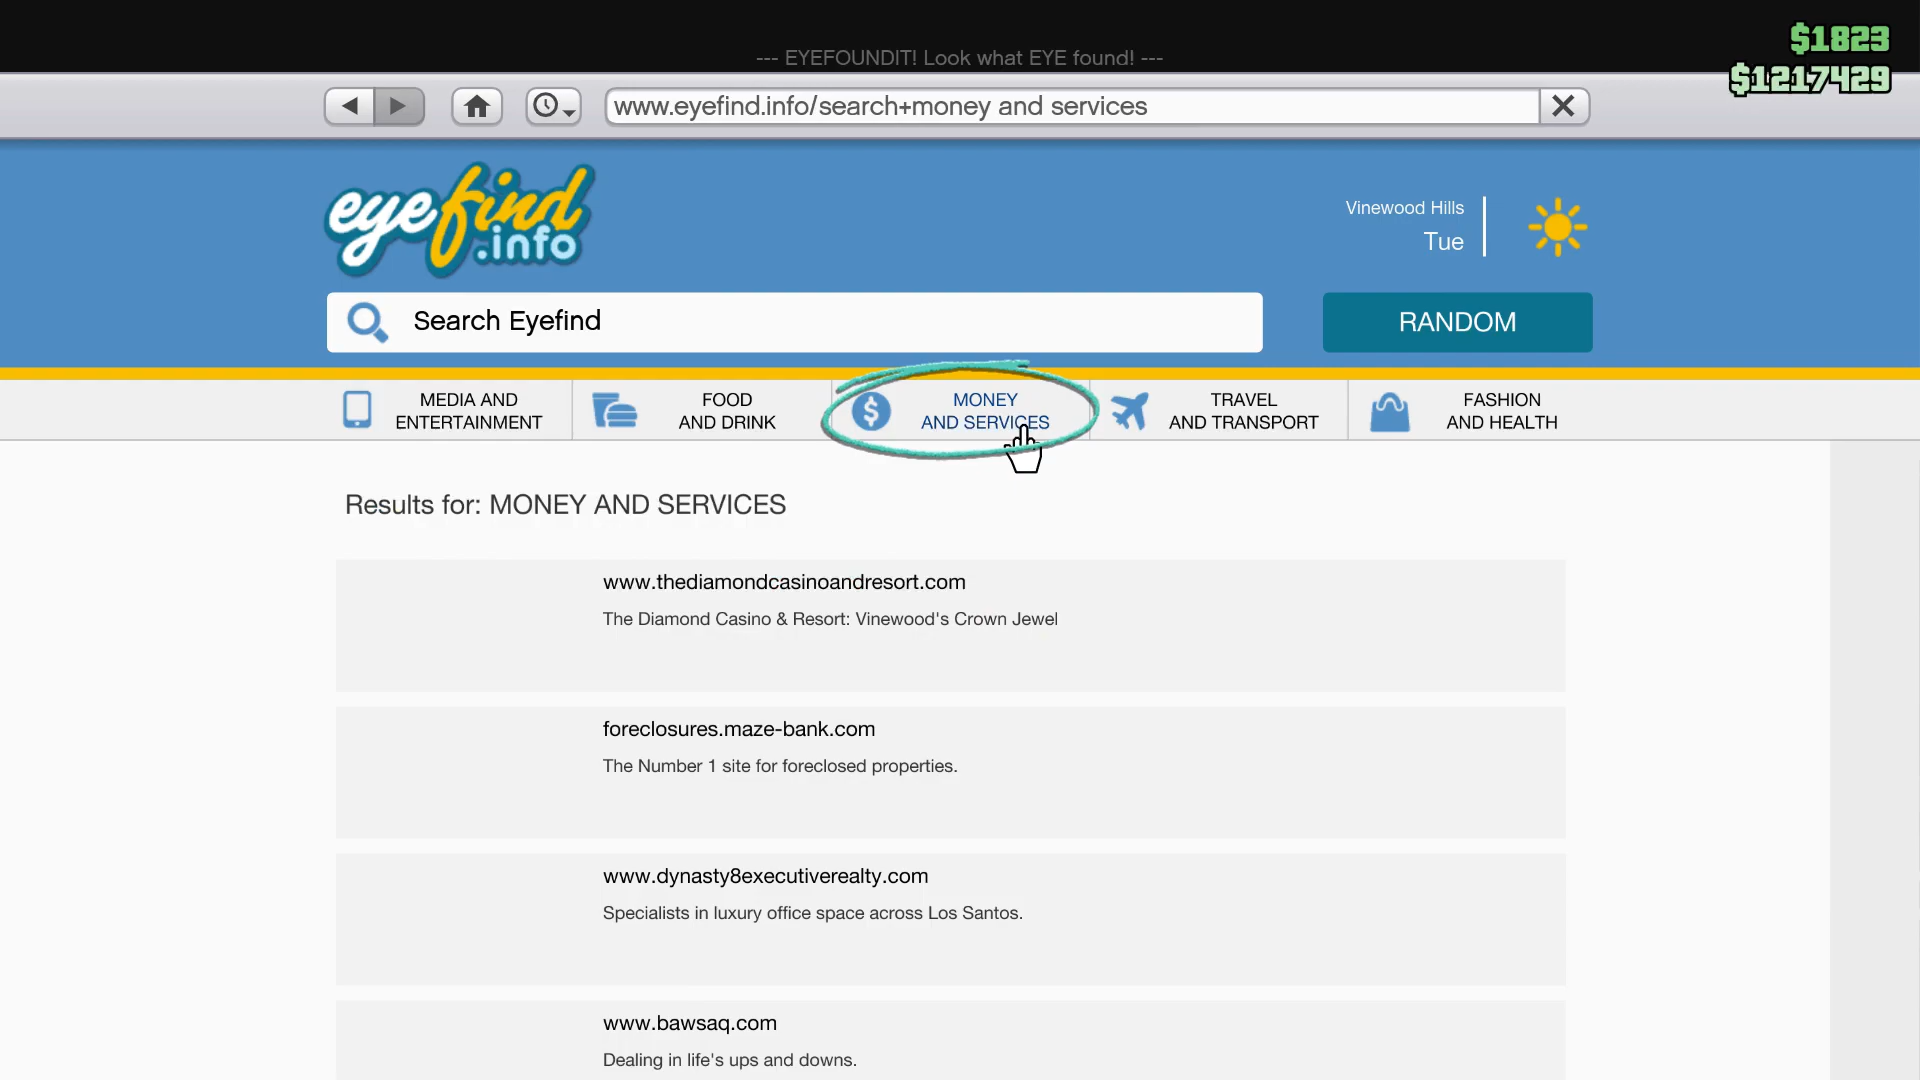 $1823
--- EYEFOUNDIT! Look what EYE found! ---
$1217429
www.eyefind.info/search+money and services
eyefind
.info
Vinewood Hills
Tue
Search Eyefind
RANDOM
MEDIA AND
ENTERTAINMENT
FOOD
AND DRINK
MONEY
AND SERVICES
TRAVEL
AND TRANSPORT
FASHION
AND HEALTH
Results for: MONEY AND SERVICES
www.thediamondcasinoandresort.com
The Diamond Casino & Resort: Vinewood's Crown Jewel
foreclosures.maze-bank.com
The Number 1 site for foreclosed properties.
www.dynasty8executiverealty.com
Specialists in luxury office space across Los Santos.
www.bawsaq.com
Dealing in life's ups and downs.